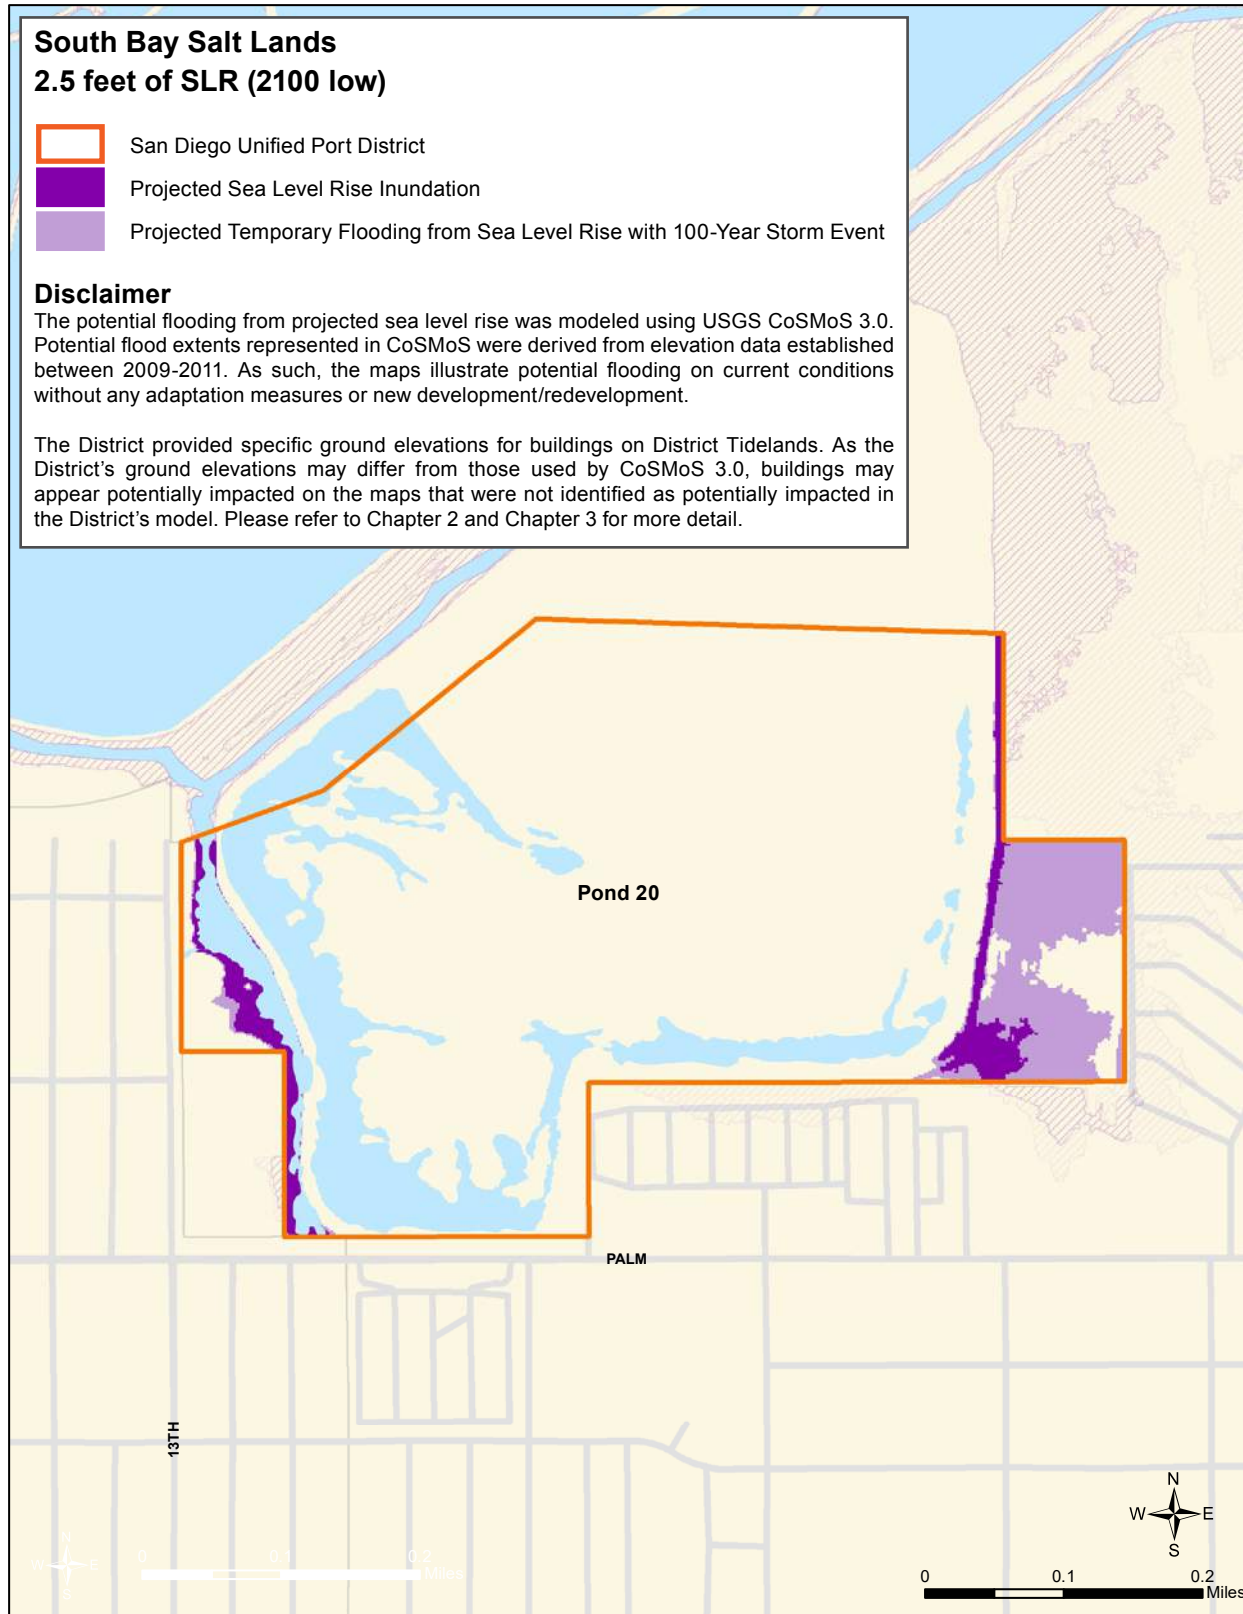 South Bay Salt Lands
2.5 feet of SLR (2100 low)
San Diego Unified Port District
Projected Sea Level Rise Inundation
Projected Temporary Flooding from Sea Level Rise with 100-Year Storm Event
Disclaimer
The potential flooding from projected sea level rise was modeled using USGS CoSMoS 3.0.
Potential flood extents represented in CoSMoS were derived from elevation data established
between 2009-2011. As such, the maps illustrate potential flooding on current conditions
without any adaptation measures or new development/redevelopment.
The District provided specific ground elevations for buildings on District Tidelands. As the
District's ground elevations may differ from those used by CoSMoS 3.0, buildings may
appear potentially impacted on the maps that were not identified as potentially impacted in
the District's model. Please refer to Chapter 2 and Chapter 3 for more detail.
Pond 20
PALM
13TH
N
W E
S
0 0.1 0.2
Miles
N
W E
S
0 0.1 0.2
Miles